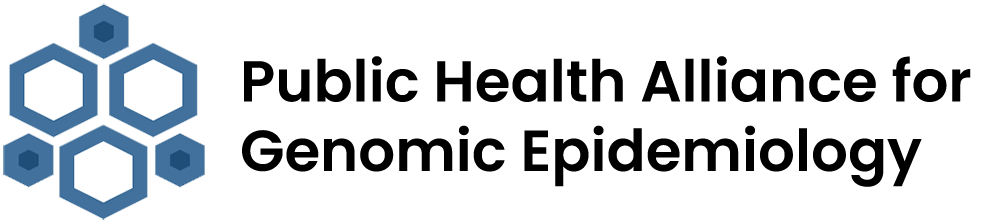 Public Health Alliance for
Genomic Epidemiology